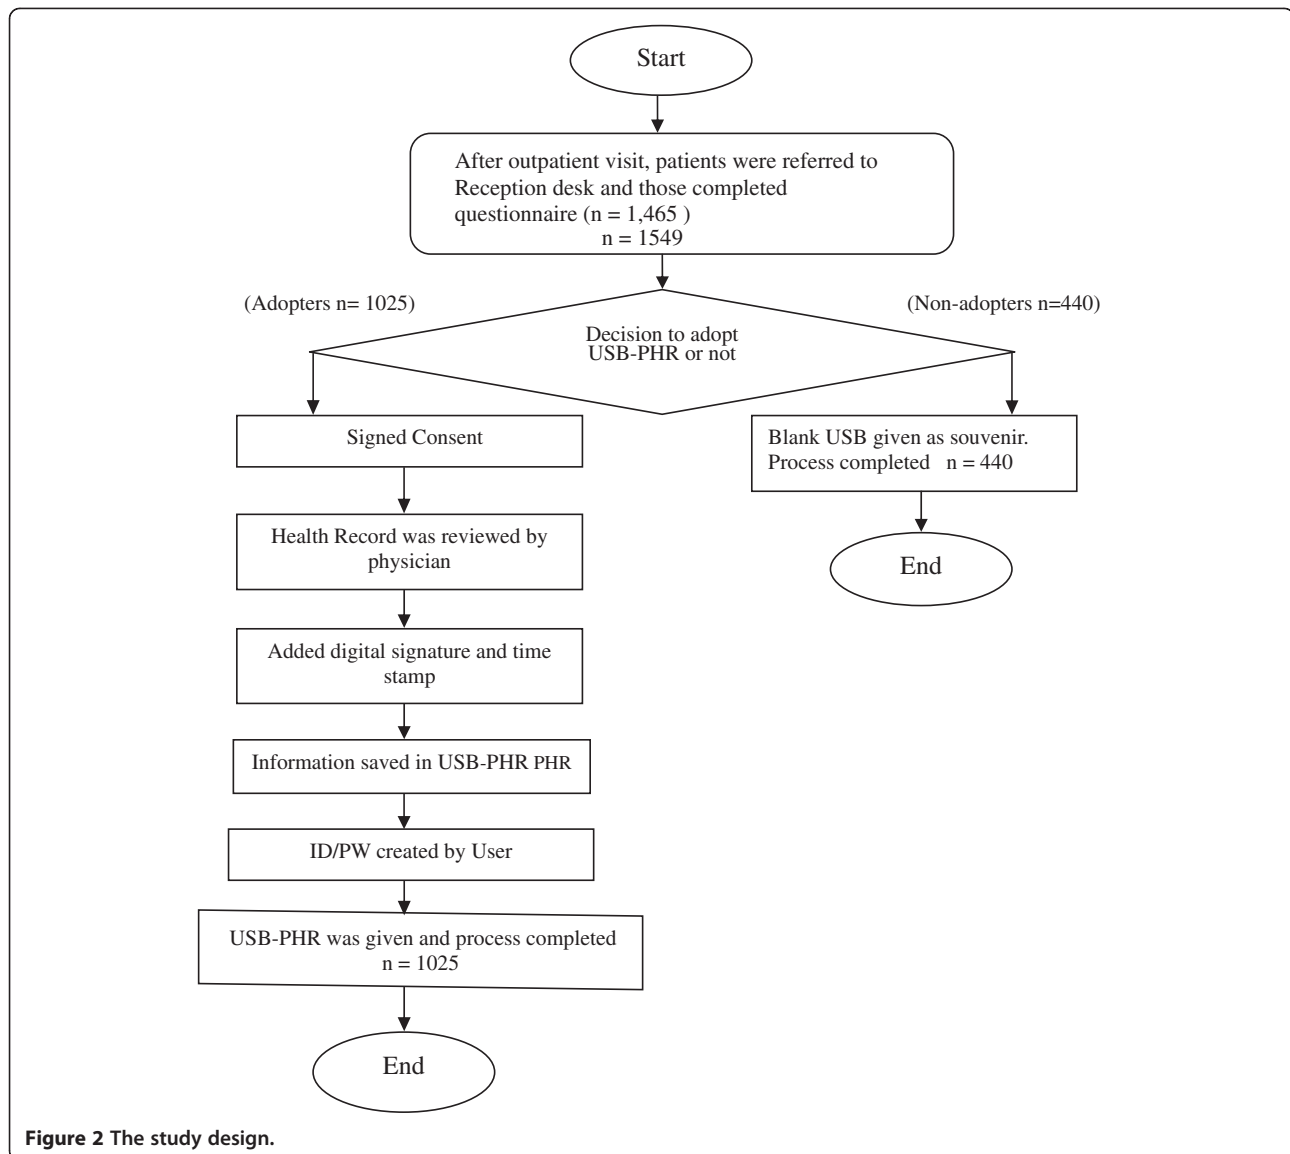 Start
After outpatient visit, patients were referred to
Reception desk and those completed
questionnaire (n = 1,465 )
n = 1549
(Adopters n= 1025)
(Non-adopters n=440)
Decision to adopt
USB-PHR or not
Signed Consent
Blank USB given as souvenir.
Process completed n = 440
Health Record was reviewed by
physician
End
Added digital signature and time
stamp
Information saved in USB-PHR PHR
ID/PW created by User
USB-PHR was given and process completed
n = 1025
End
Figure 2 The study design.